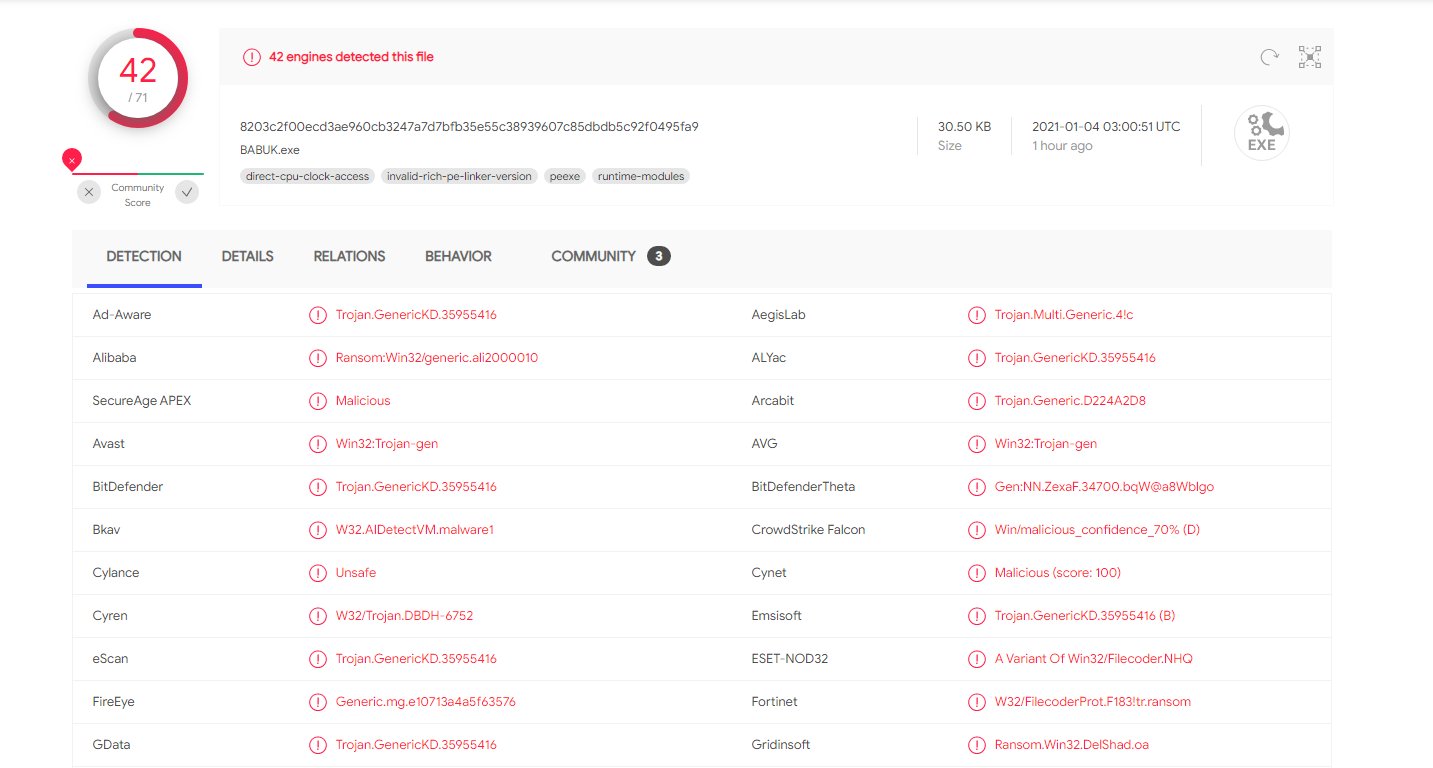 42
/ 71
42 engines detected this file
8203c2f00ecd3ae960cb3247a7d7bfb35e55c38939607c85dbdb5c92f0495fa9
BABUK.exe
direct-cpu-clock-access invalid-rich-pe-linker-version peexe runtime-modules
30.50 KB
Size
2021-01-04 03:00:51 UTC
1 hour ago
EXE
Community
Score
DETECTION DETAILS RELATIONS BEHAVIOR COMMUNITY 3
Ad-Aware Trojan.GenericKD.35955416 AegisLab Trojan.Multi.Generic.4!c
Alibaba Ransom:Win32/generic.ali2000010 ALYac Trojan.GenericKD.35955416
SecureAge APEX Malicious Arcabit Trojan.Generic.D224A2D8
Avast Win32:Trojan-gen AVG Win32:Trojan-gen
BitDefender Trojan.GenericKD.35955416 BitDefenderTheta Gen:NN.ZexaF.34700.bqW@a8Wblgo
Bkav W32.AIDetectVM.malware1 CrowdStrike Falcon Win/malicious_confidence_70% (D)
Cylance Unsafe Cynet Malicious (score: 100)
Cyren W32/Trojan.DBDH-6752 Emsisoft Trojan.GenericKD.35955416 (B)
eScan Trojan.GenericKD.35955416 ESET-NOD32 A Variant Of Win32/Filecoder.NHQ
FireEye Generic.mg.e10713a4a5f63576 Fortinet W32/FilecoderProt.F183!tr.ransom
GData Trojan.GenericKD.35955416 Gridinsoft Ransom.Win32.DelShad.oa